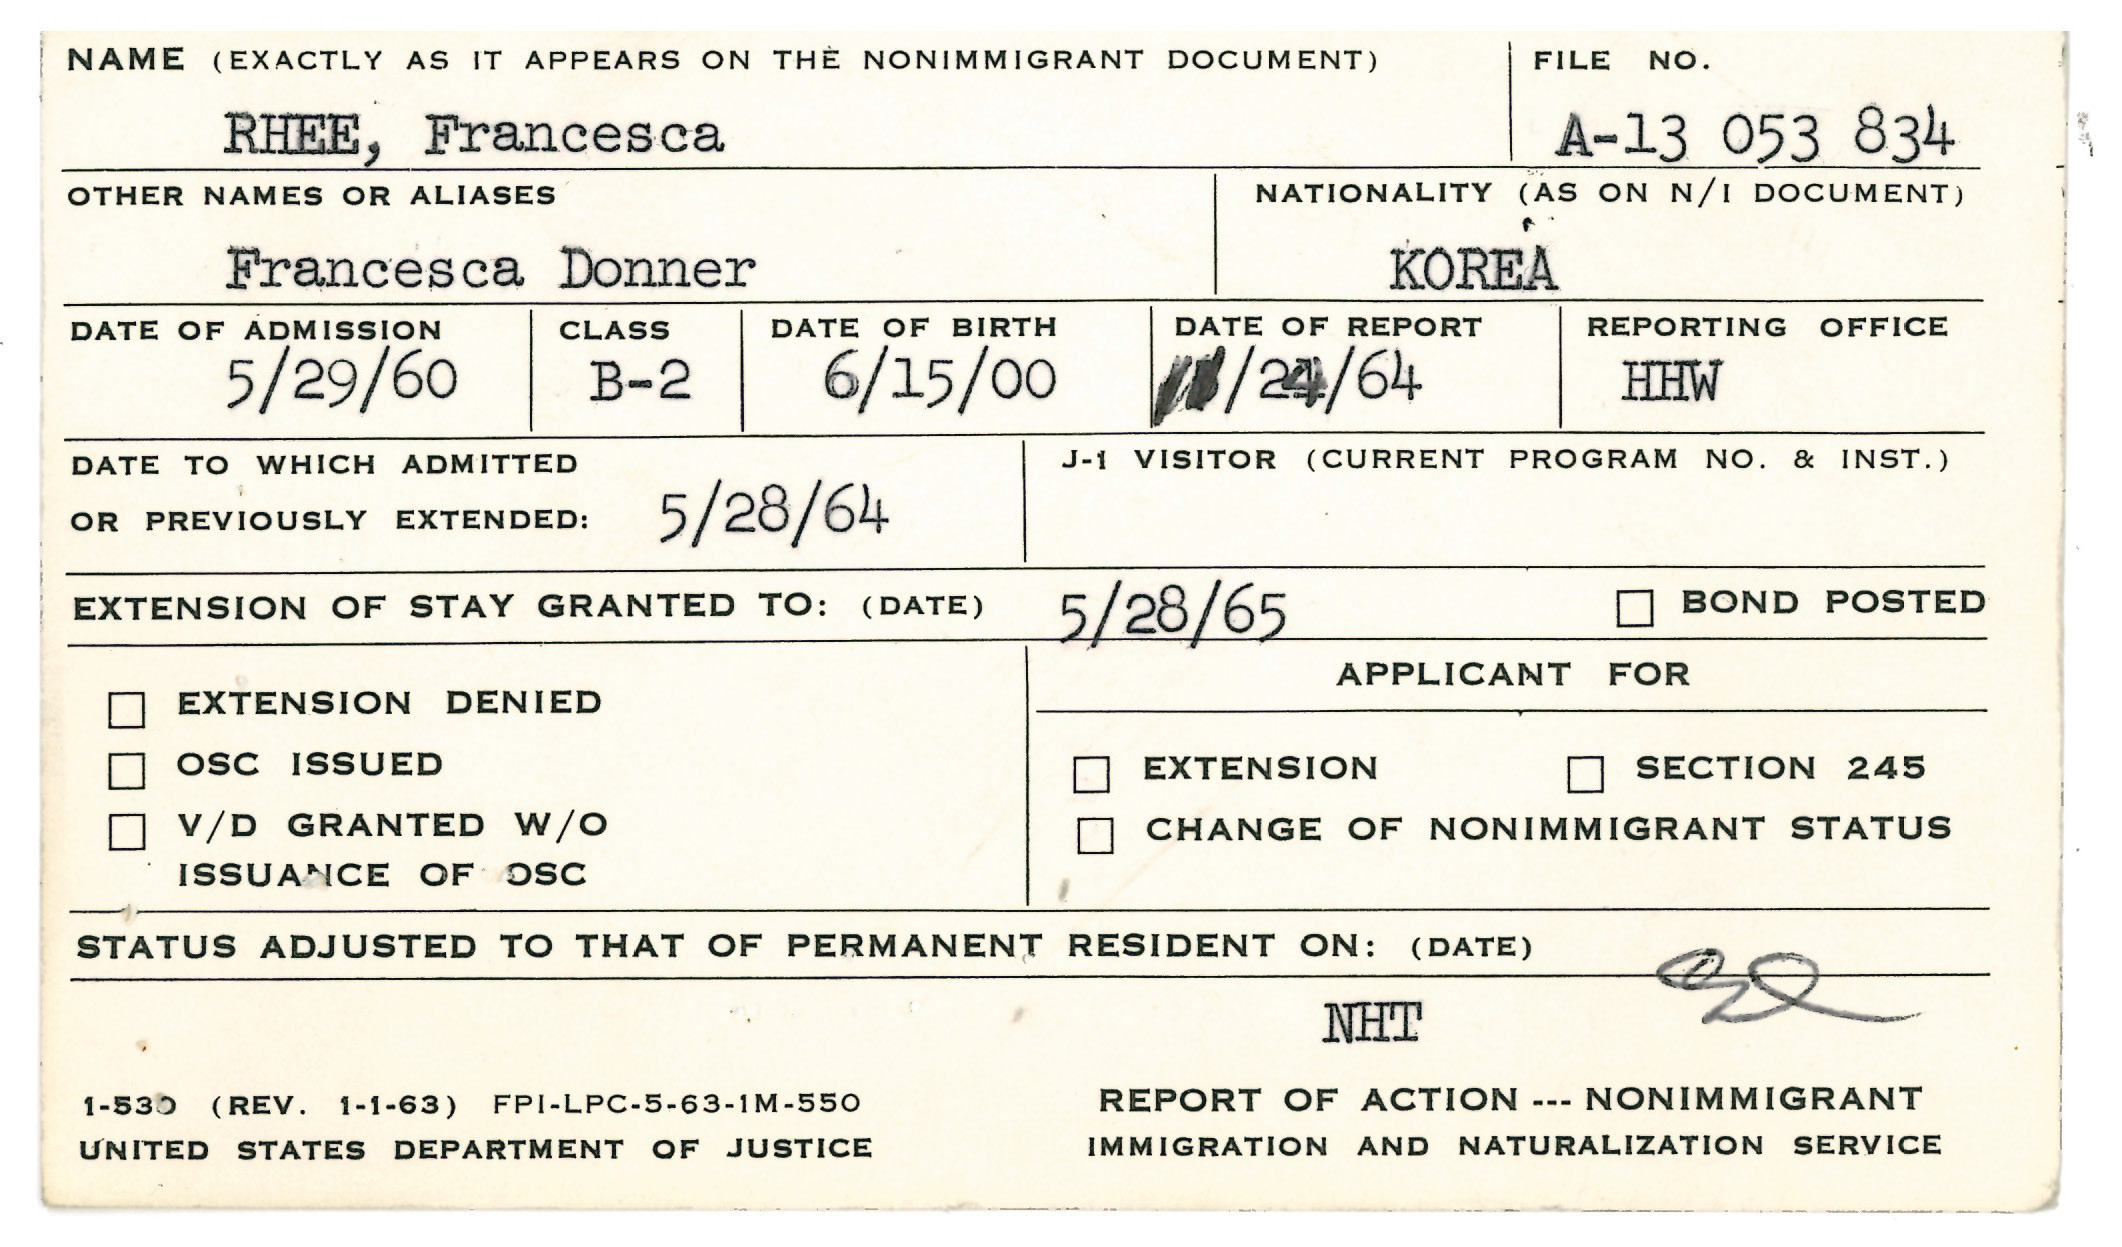 NAME (EXACTLY AS IT APPEARS ON THE NONIMMIGRANT DOCUMENT) FILE NO.
RHEE, Francesca A-13 053 834
OTHER NAMES OR ALIASES NATIONALITY (AS ON N/I DOCUMENT)
Francesca Donner KOREA
DATE OF ADMISSION CLASS DATE OF BIRTH DATE OF REPORT REPORTING OFFICE
5/29/60 B-2 6/15/00 /24/64 HHW
DATE TO WHICH ADMITTED J-1 VISITOR (CURRENT PROGRAM NO. & INST.)
OR PREVIOUSLY EXTENDED: 5/28/64
EXTENSION OF STAY GRANTED TO: (DATE) 5/28/65 BOND POSTED
APPLICANT FOR
EXTENSION DENIED
OSC ISSUED EXTENSION SECTION 245
V/D GRANTED W/O CHANGE OF NONIMMIGRANT STATUS
ISSUANCE OF OSC
STATUS ADJUSTED TO THAT OF PERMANENT RESIDENT ON: (DATE)
NHT
1-530 (REV. 1-1-63) FPI-LPC-5-63-1M-550 REPORT OF ACTION --- NONIMMIGRANT
UNITED STATES DEPARTMENT OF JUSTICE IMMIGRATION AND NATURALIZATION SERVICE